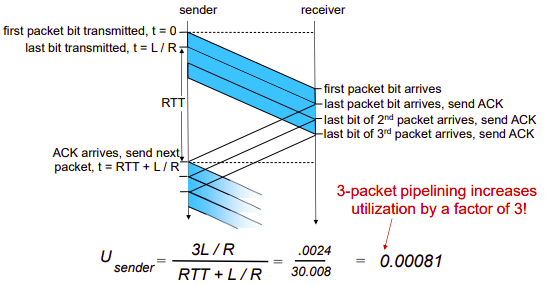 sender
receiver
first packet bit transmitted, t = 0
last bit transmitted, t = L / R
RTT
first packet bit arrives
last packet bit arrives, send ACK
last bit of 2nd packet arrives, send ACK
last bit of 3rd packet arrives, send ACK
ACK arrives, send next
packet, t = RTT + L / R
3-packet pipelining increases
utilization by a factor of 3!
U sender = 3L / R / RTT + L / R = .0024 / 30.008 = 0.00081